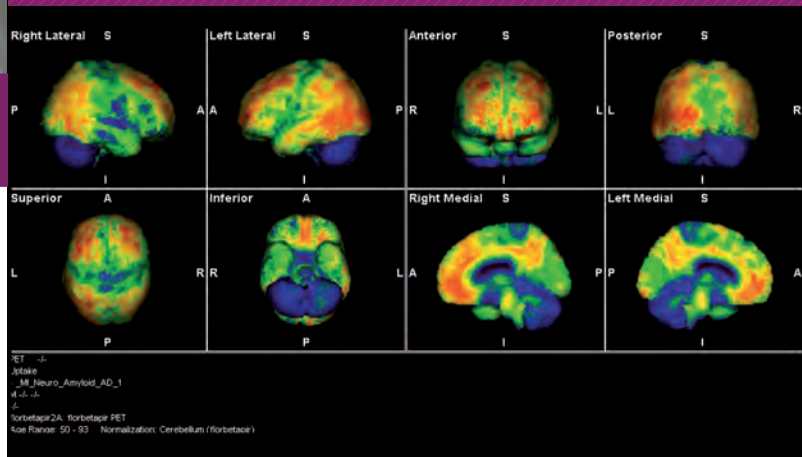 Right Lateral S
Left Lateral S
Anterior S
Posterior S
P A
A P
R L
L R
I
I
I
I
Superior A
Inferior A
Right Medial S
Left Medial S
L R
R L
A P
P A
P
P
I
I
PET -/-
Uptake
_MI_Neuro_Amyloid_AD_1
-/- -/-
-/-
florbetapir2A: florbetapir PET
Age Range: 50 - 93 Normalization: Cerebellum (florbetapir)